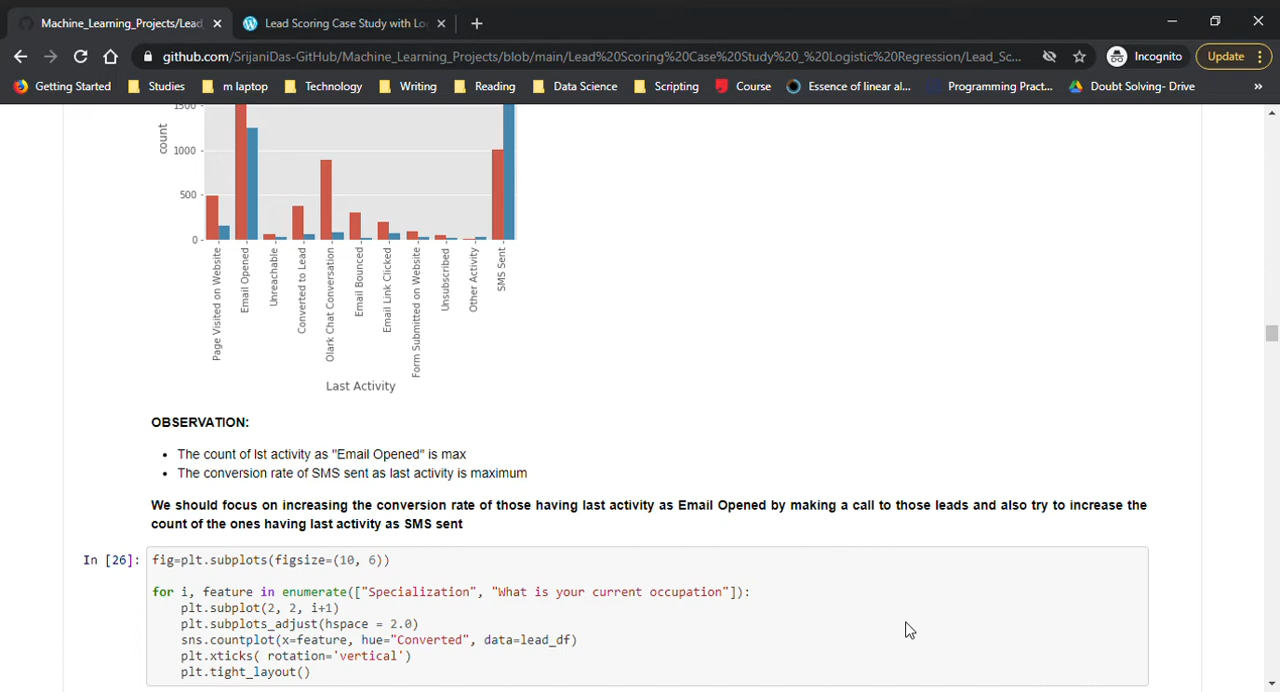 Machine_Learning_Projects/Lead_
Lead Scoring Case Study with Lo
github.com/SrijaniDas-GitHub/Machine_Learning_Projects/blob/main/Lead%20Scoring%20Case%20Study%20_%20Logistic%20Regression/Lead_Sc...
Incognito
Update
Getting Started
Studies
m laptop
Technology
Writing
Reading
Data Science
Scripting
Course
Essence of linear al...
Programming Pract...
Doubt Solving- Drive
»
1500
1000
500
0
count
Page Visited on Website
Email Opened
Unreachable
Converted to Lead
Olark Chat Conversation
Email Bounced
Email Link Clicked
Form Submitted on Website
Unsubscribed
Other Activity
SMS Sent
Last Activity
OBSERVATION:
• The count of lst activity as "Email Opened" is max
• The conversion rate of SMS sent as last activity is maximum
We should focus on increasing the conversion rate of those having last activity as Email Opened by making a call to those leads and also try to increase the
count of the ones having last activity as SMS sent
In [26]:
fig=plt.subplots(figsize=(10, 6))
for i, feature in enumerate(["Specialization", "What is your current occupation"]):
plt.subplot(2, 2, i+1)
plt.subplots_adjust(hspace = 2.0)
sns.countplot(x=feature, hue="Converted", data=lead_df)
plt.xticks( rotation='vertical')
plt.tight_layout()